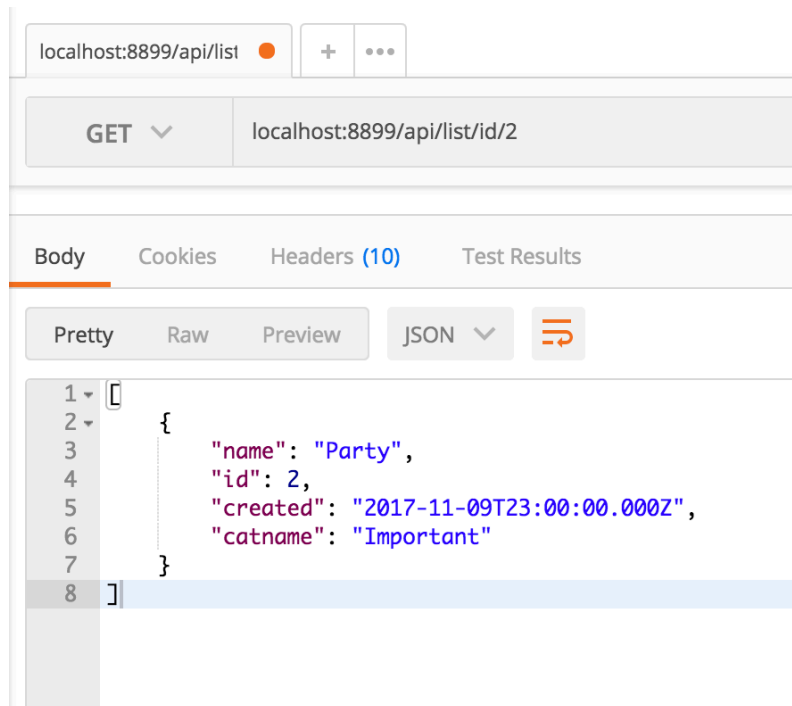 localhost:8899/api/list
GET localhost:8899/api/list/id/2
Body Cookies Headers (10) Test Results
Pretty Raw Preview JSON
1 [
2 {
3 "name": "Party",
4 "id": 2,
5 "created": "2017-11-09T23:00:00.000Z",
6 "catname": "Important"
7 }
8 ]